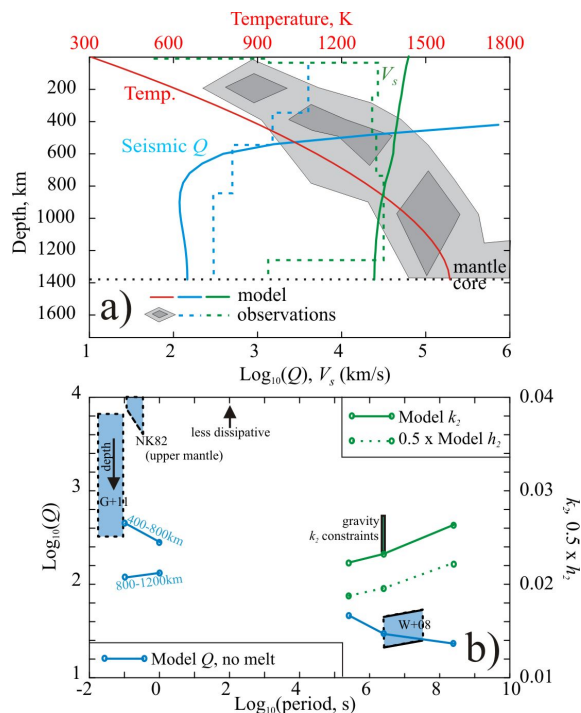 Temperature, K
300 600 900 1200 1500 1800
V_s
Temp.
Seismic Q
200
400
600
800
1000
1200
1400
1600
Depth, km
mantle
core
a)
model
observations
1 2 3 4 5 6
Log₁₀(Q), V_s (km/s)
4
3
2
1
Log₁₀(Q)
NK82
(upper mantle)
less dissipative
depth
G+11
400-800km
800-1200km
Model k₂
0.5 x Model h₂
gravity
k₂ constraints
W+08
b)
Model Q, no melt
0.04
0.03
0.02
0.01
k₂, 0.5 x h₂
-2 0 2 4 6 8 10
Log₁₀(period, s)